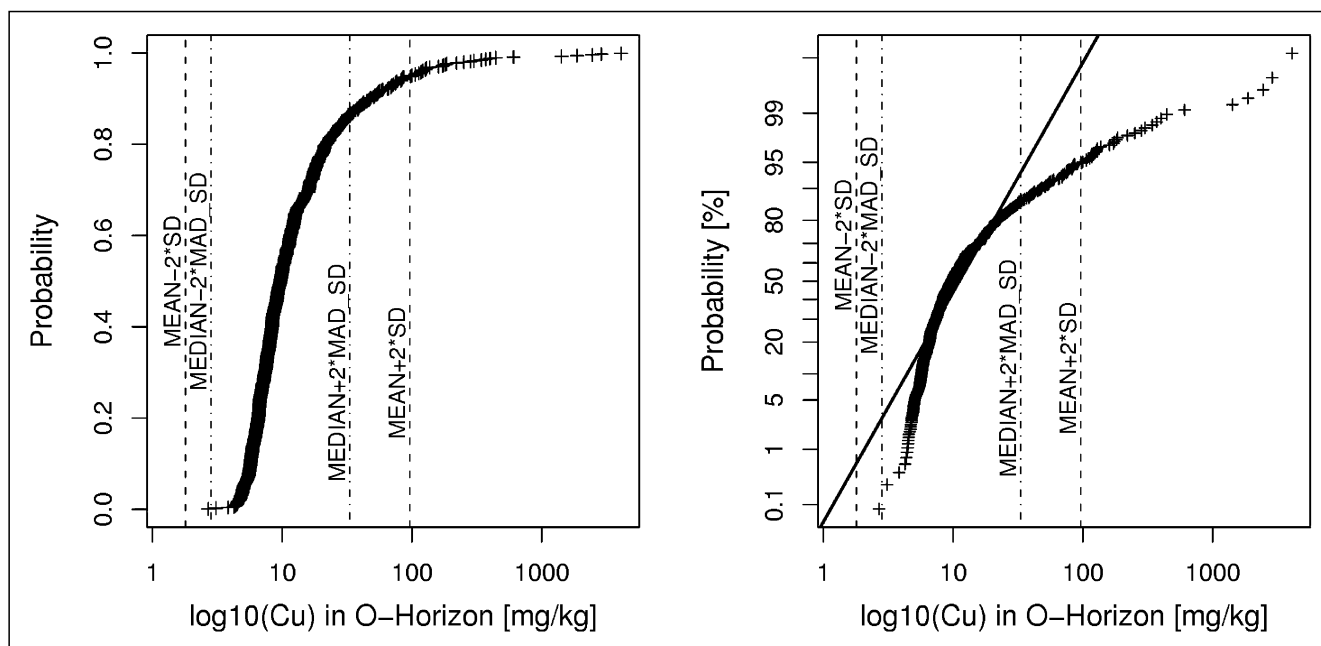 Probability
1.0
0.8
0.6
0.4
0.2
0.0
MEAN−2*SD
MEDIAN−2*MAD_SD
MEDIAN+2*MAD_SD
MEAN+2*SD
1 10 100 1000
log10(Cu) in O−Horizon [mg/kg]
Probability [%]
99
95
80
50
20
5
1
0.1
MEAN−2*SD
MEDIAN−2*MAD_SD
MEDIAN+2*MAD_SD
MEAN+2*SD
1 10 100 1000
log10(Cu) in O−Horizon [mg/kg]